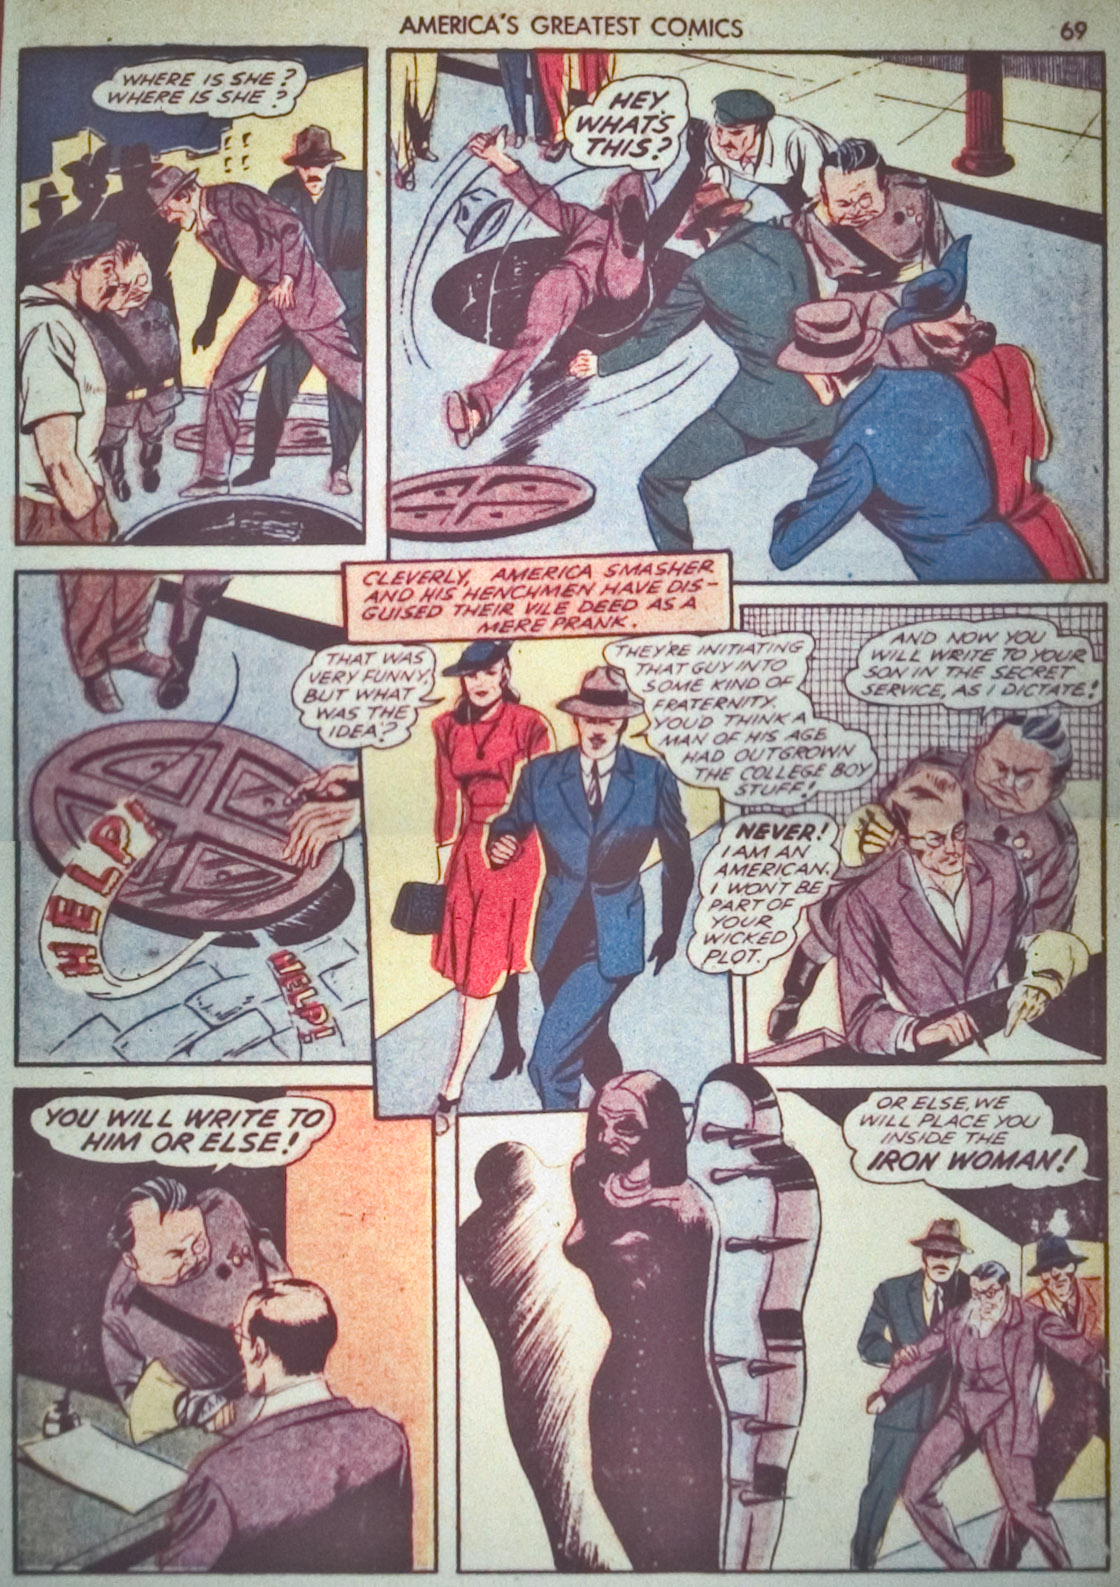 AMERICA'S GREATEST COMICS
69
WHERE IS SHE?
WHERE IS SHE?
HEY.
WHAT'S
THIS?
CLEVERLY, AMERICA SMASHER
AND HIS HENCHMEN HAVE DIS-
GUISED THEIR VILE DEED AS A
MERE PRANK.
HELP!
HELP!
THAT WAS
VERY FUNNY,
BUT WHAT
WAS THE
IDEA?
THEY'RE INITIATING
THAT GUY INTO
SOME KIND OF
FRATERNITY.
YOU'D THINK A
MAN OF HIS AGE
HAD OUTGROWN
THE COLLEGE BOY
STUFF!
AND NOW YOU
WILL WRITE TO YOUR
SON IN THE SECRET
SERVICE, AS I DICTATE!
NEVER!
I AM AN
AMERICAN.
I WON'T BE
PART OF
YOUR
WICKED
PLOT.
YOU WILL WRITE TO
HIM OR ELSE!
OR ELSE, WE
WILL PLACE YOU
INSIDE THE
IRON WOMAN!